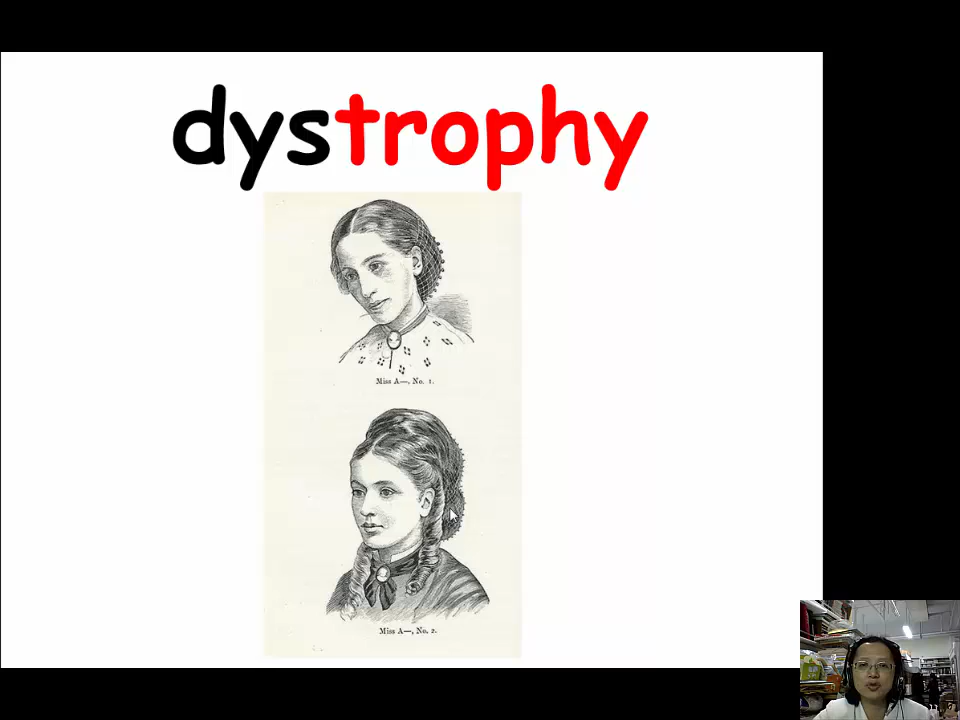 dystrophy
Miss A—, No. 1.
Miss A—, No. 2.